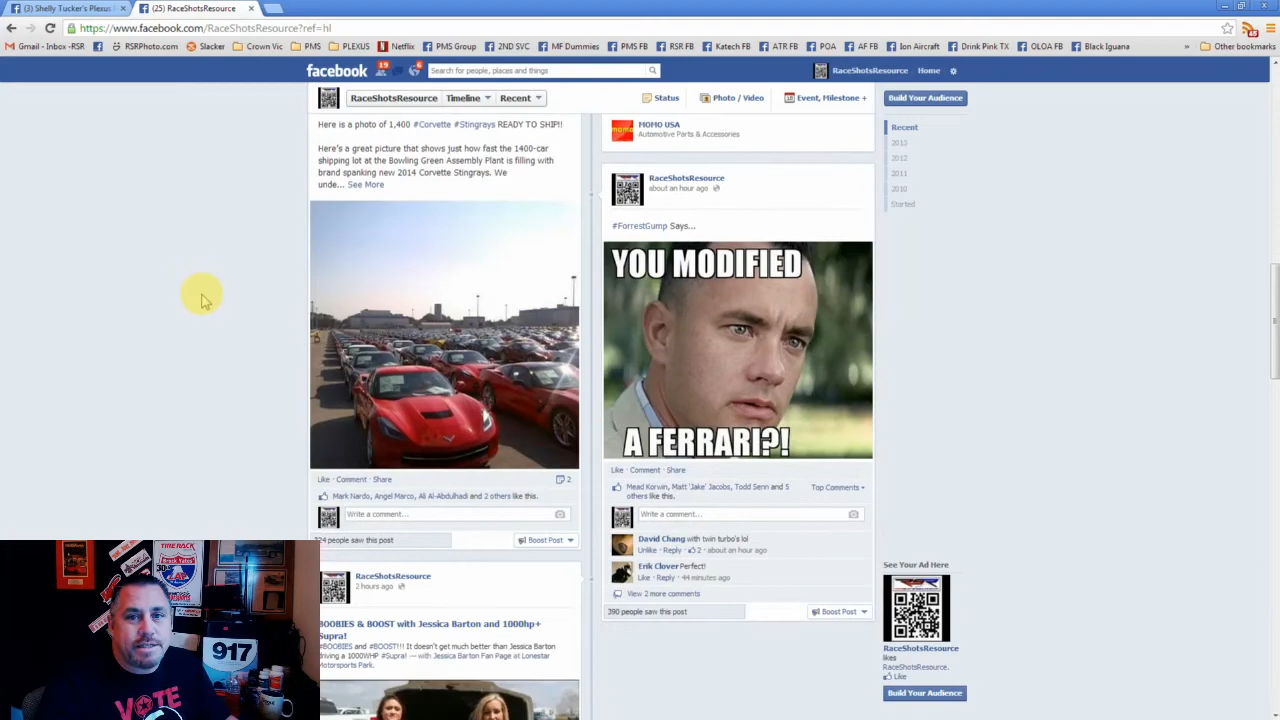 (3) Shelly Tucker's Plexus
(25) RaceShotsResource
https://www.facebook.com/RaceShotsResource?ref=hl
Gmail - Inbox -RSR
RSRPhoto.com
Slacker
Crown Vic
PMS
PLEXUS
Netflix
PMS Group
2ND SVC
MF Dummies
PMS FB
RSR FB
Katech FB
ATR FB
POA
AF FB
Ion Aircraft
Drink Pink TX
OLOA FB
Black Iguana
»
Other bookmarks
facebook
19
6
Search for people, places and things
RaceShotsResource
Home
RaceShotsResource
Timeline
Recent
Status
Photo / Video
Event, Milestone +
Build Your Audience
Here is a photo of 1,400 #Corvette #Stingrays READY TO SHIP!!
Here's a great picture that shows just how fast the 1400-car
shipping lot at the Bowling Green Assembly Plant is filling with
brand spanking new 2014 Corvette Stingrays. We
unde... See More
Like · Comment · Share
2
Mark Nardo, Angel Marco, Ali Al-Abdulhadi and 2 others like this.
Write a comment...
people saw this post
Boost Post
RaceShotsResource
2 hours ago
BOOBIES & BOOST with Jessica Barton and 1000hp+
Supra!
#BOOBIES and #BOOST!!! It doesn't get much better than Jessica Barton
driving a 1000WHP #Supra! — with Jessica Barton Fan Page at Lonestar
Motorsports Park.
MOMO USA
Automotive Parts & Accessories
RaceShotsResource
about an hour ago
#ForrestGump Says...
YOU MODIFIED
A FERRARI?!
Like · Comment · Share
Mead Korwin, Matt 'Jake' Jacobs, Todd Senn and 5
others like this.
Top Comments
Write a comment...
David Chang with twin turbo's lol
Unlike · Reply · 2 · about an hour ago
Erik Clover Perfect!
Like · Reply · 44 minutes ago
View 2 more comments
390 people saw this post
Boost Post
Recent
2013
2012
2011
2010
Started
See Your Ad Here
RaceShotsResource
likes
RaceShotsResource.
Like
Build Your Audience
TIRE RACK
Brock Yates'
917
VOTE